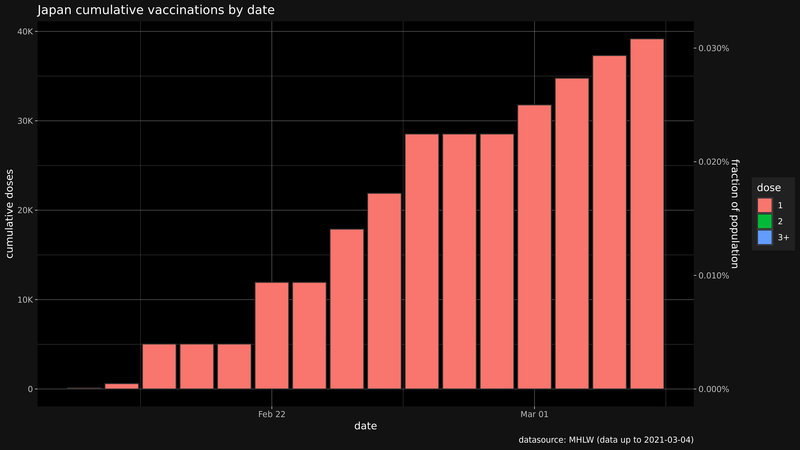 Japan cumulative vaccinations by date
cumulative doses
40K
30K
20K
10K
0
0.030%
0.020%
0.010%
0.000%
fraction of population
dose
1
2
3+
Feb 22
Mar 01
date
datasource: MHLW (data up to 2021-03-04)